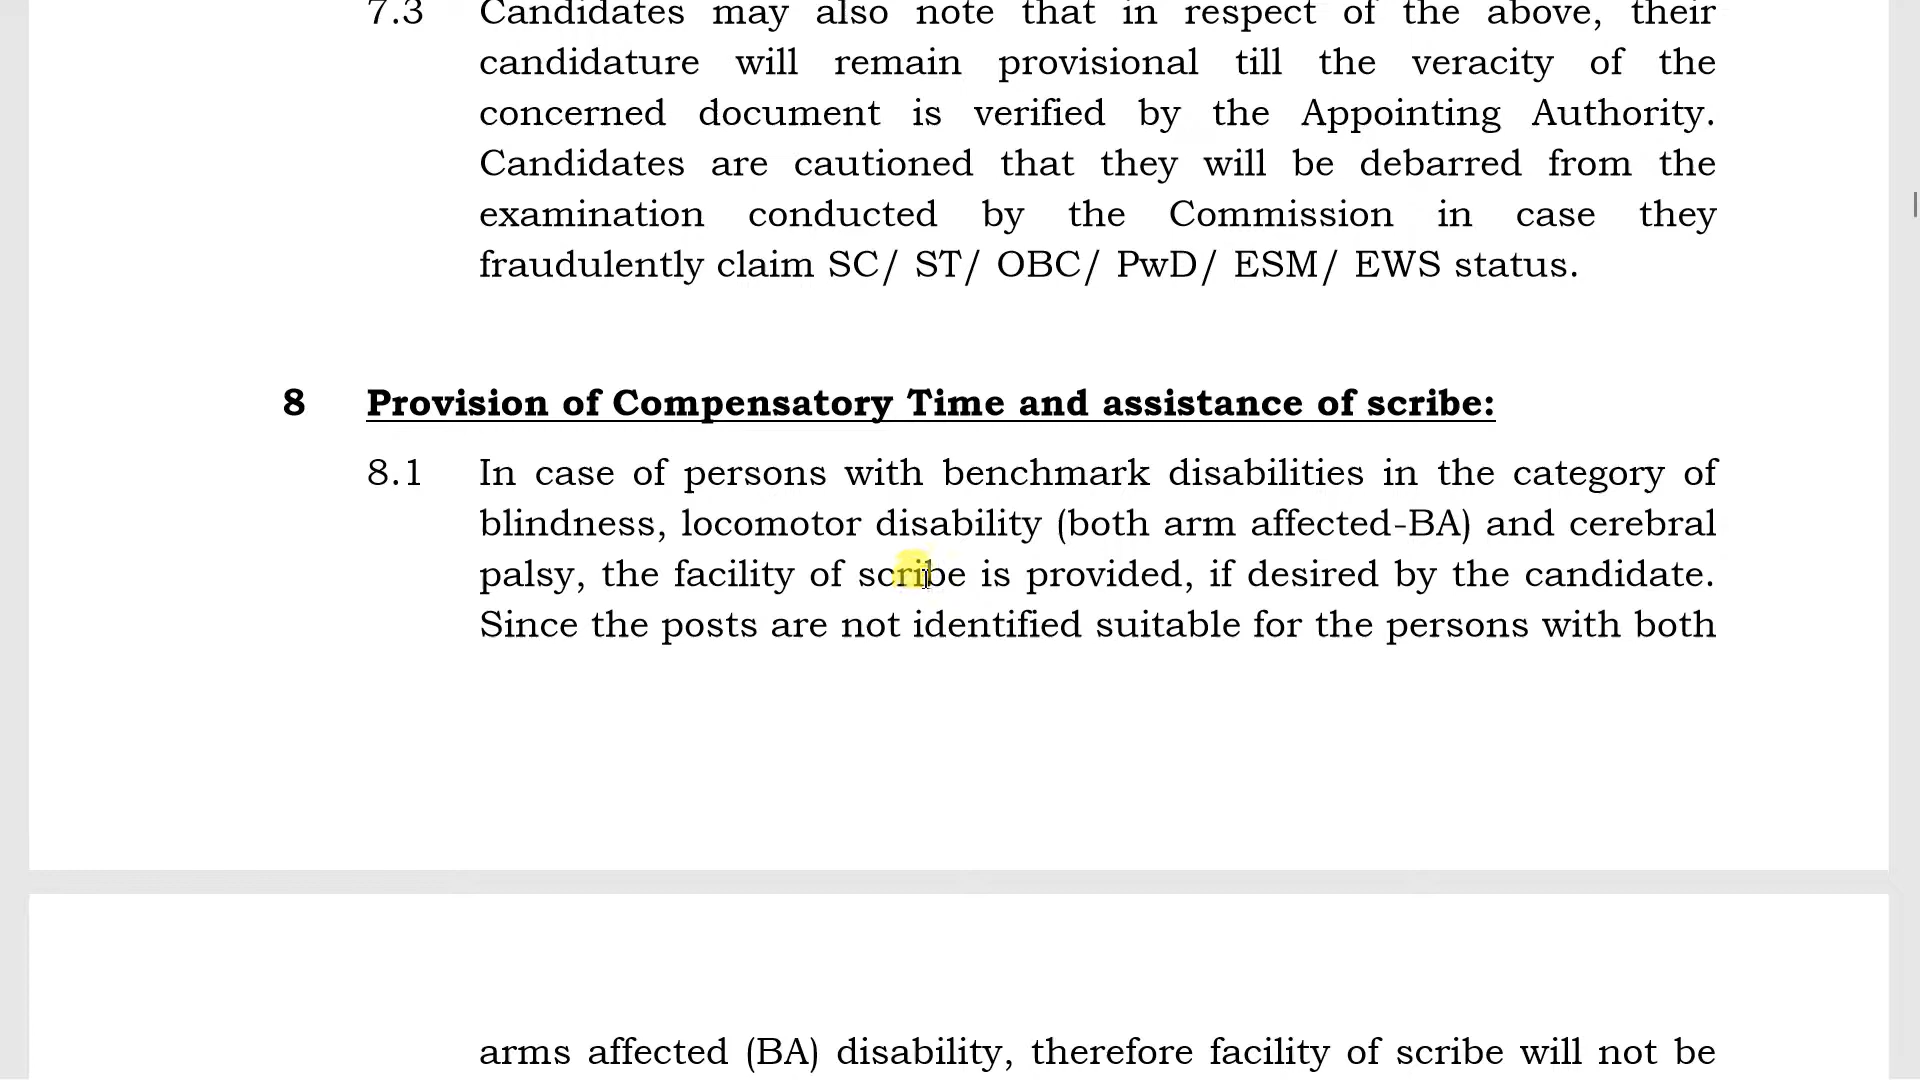 7.3 Candidates may also note that in respect of the above, their
candidature will remain provisional till the veracity of the
concerned document is verified by the Appointing Authority.
Candidates are cautioned that they will be debarred from the
examination conducted by the Commission in case they
fraudulently claim SC/ ST/ OBC/ PwD/ ESM/ EWS status.
8 Provision of Compensatory Time and assistance of scribe:
8.1 In case of persons with benchmark disabilities in the category of
blindness, locomotor disability (both arm affected-BA) and cerebral
palsy, the facility of scribe is provided, if desired by the candidate.
Since the posts are not identified suitable for the persons with both
arms affected (BA) disability, therefore facility of scribe will not be